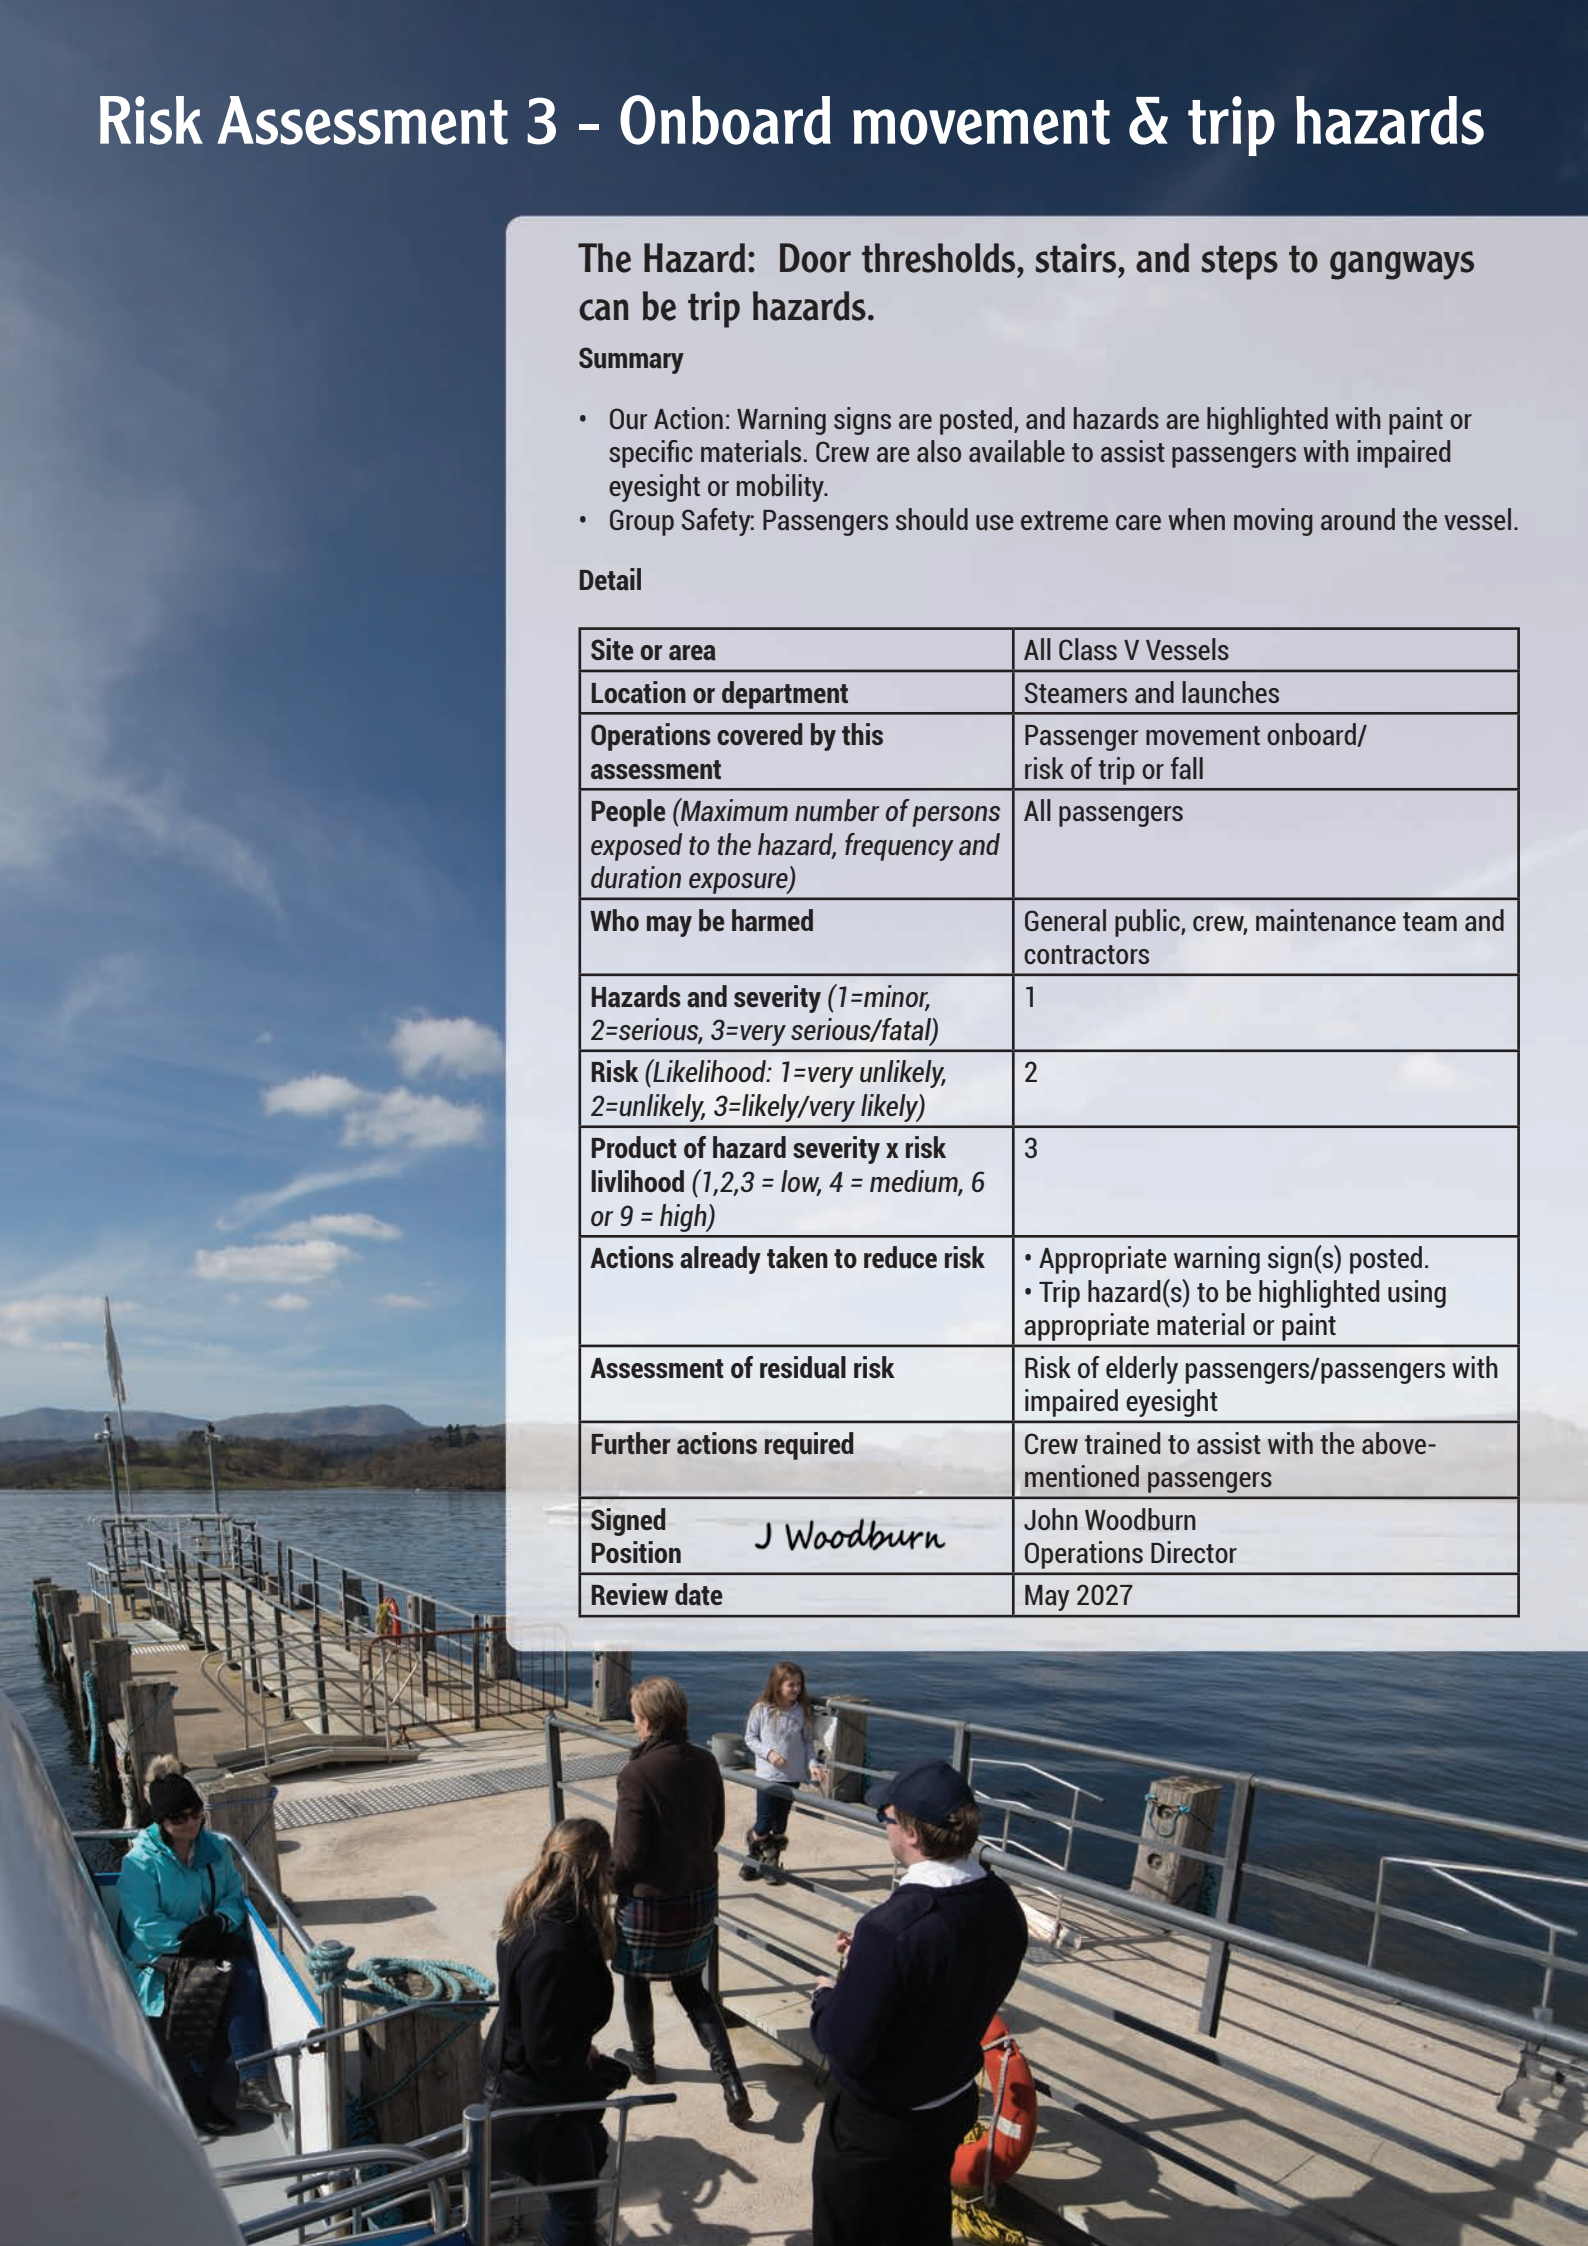 Risk Assessment 3 - Onboard movement & trip hazards
The Hazard:  Door thresholds, stairs, and steps to gangways
can be trip hazards.
Summary
• Our Action: Warning signs are posted, and hazards are highlighted with paint or
specific materials. Crew are also available to assist passengers with impaired
eyesight or mobility.
• Group Safety: Passengers should use extreme care when moving around the vessel.
Detail
Site or area
All Class V Vessels
Location or department
Steamers and launches
Operations covered by this
assessment
Passenger movement onboard/
risk of trip or fall
People (Maximum number of persons
exposed to the hazard, frequency and
duration exposure)
All passengers
Who may be harmed
General public, crew, maintenance team and
contractors
Hazards and severity (1=minor,
2=serious, 3=very serious/fatal)
1
Risk (Likelihood: 1=very unlikely,
2=unlikely, 3=likely/very likely)
2
Product of hazard severity x risk
livlihood (1,2,3 = low, 4 = medium, 6
or 9 = high)
3
Actions already taken to reduce risk
• Appropriate warning sign(s) posted.
• Trip hazard(s) to be highlighted using
appropriate material or paint
Assessment of residual risk
Risk of elderly passengers/passengers with
impaired eyesight
Further actions required
Crew trained to assist with the above-
mentioned passengers
Signed
Position
J Woodburn
John Woodburn
Operations Director
Review date
May 2027